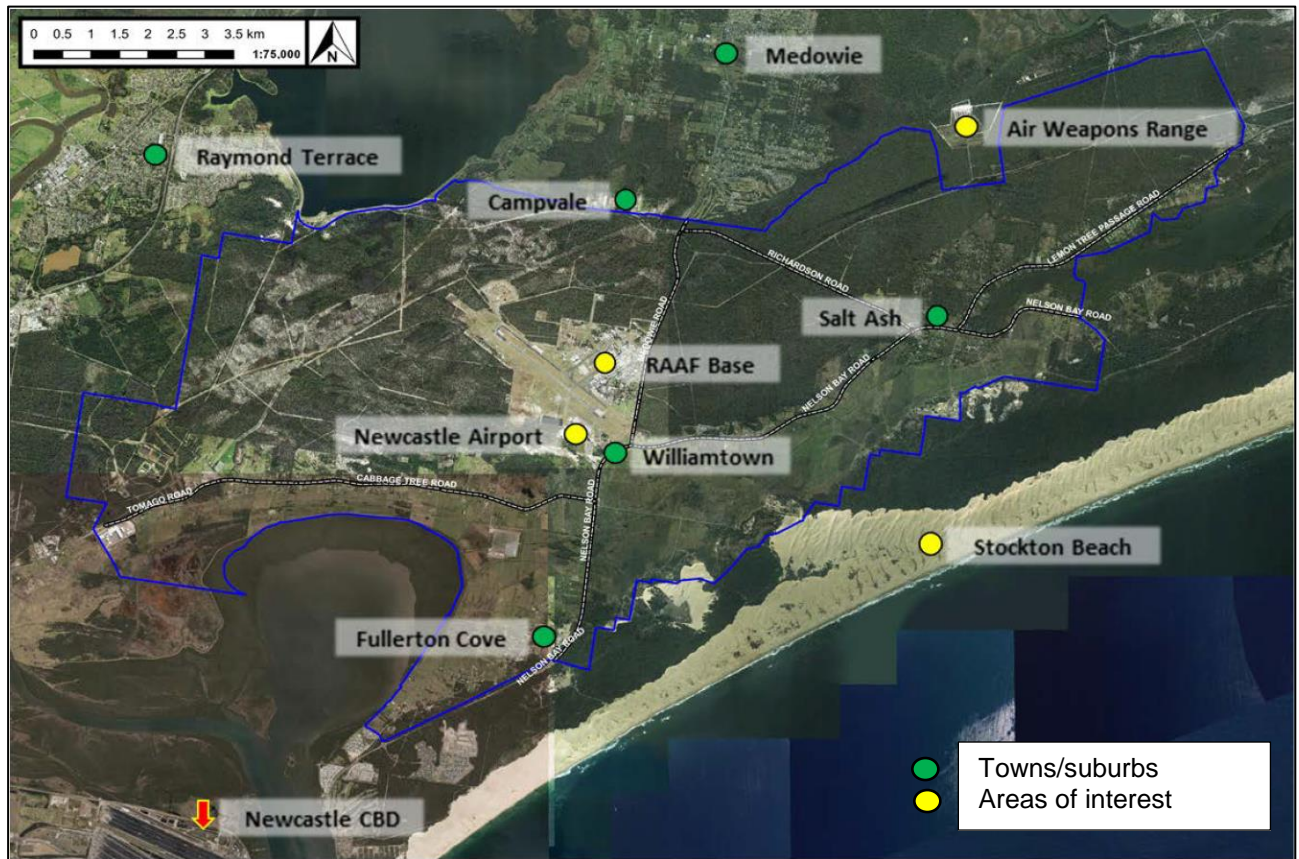 0 0.5 1 1.5 2 2.5 3 3.5 km
1:75,000
N
Medowie
Air Weapons Range
Raymond Terrace
Campvale
LEMON TREE PASSAGE ROAD
RICHARDSON ROAD
Salt Ash
NELSON BAY ROAD
RAAF Base
NELSON BAY ROAD
Newcastle Airport
Williamtown
CABBAGE TREE ROAD
TOMAGO ROAD
NELSON BAY ROAD
Stockton Beach
Fullerton Cove
NELSON BAY ROAD
Towns/suburbs
Areas of interest
Newcastle CBD